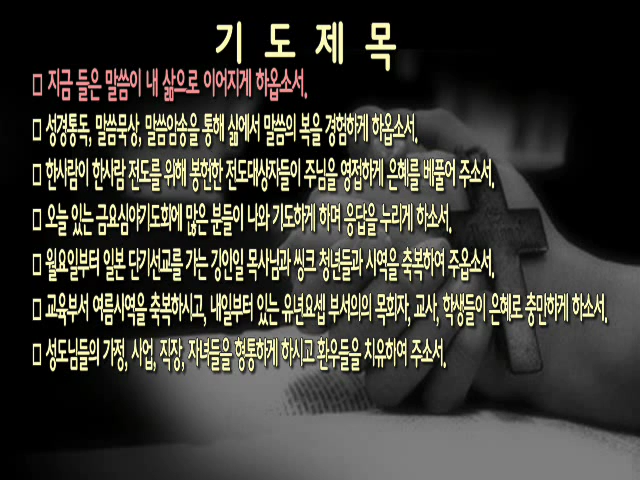 기 도 제 목
□ 지금 들은 말씀이 내 삶으로 이어지게 하옵소서.
□ 성경통독, 말씀묵상, 말씀암송을 통해 삶에서 말씀의 복을 경험하게 하옵소서.
□ 한사람이 한사람 전도를 위해 봉헌한 전도대상자들이 주님을 영접하게 은혜를 베풀어 주소서.
□ 오늘 있는 금요심야기도회에 많은 분들이 나와 기도하게 하며 응답을 누리게 하소서.
□ 월요일부터 일본 단기선교를 가는 강인일 목사님과 씽크 청년들과 사역을 축복하여 주옵소서.
□ 교육부서 여름사역을 축복하시고, 내일부터 있는 유년요셉 부서의의 목회자, 교사, 학생들이 은혜로 충만하게 하소서.
□ 성도님들의 가정, 사업, 직장, 자녀들을 형통하게 하시고 환우들을 치유하여 주소서.